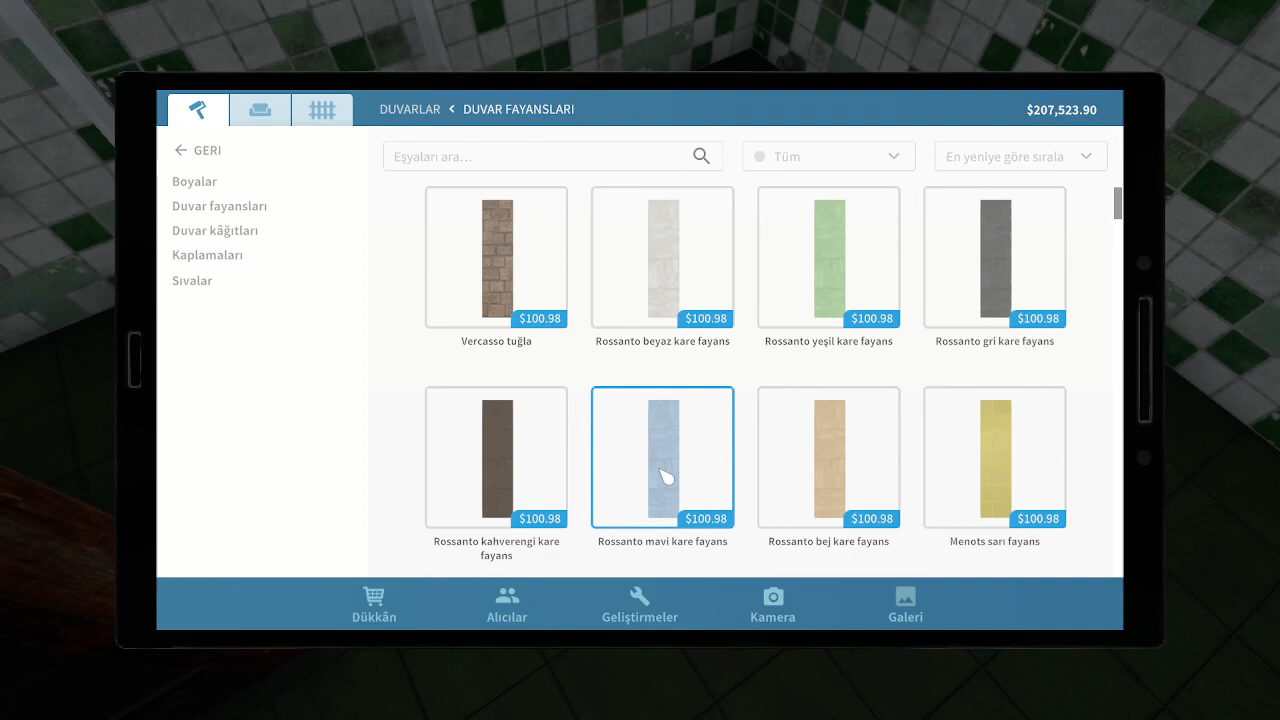 DUVARLAR < DUVAR FAYANSLARI
$207,523.90
GERI
Boyalar
Duvar fayansları
Duvar kâğıtları
Kaplamaları
Sıvalar
Eşyaları ara...
Tüm
En yeniye göre sırala
$100.98
$100.98
$100.98
$100.98
Vercasso tuğla
Rossanto beyaz kare fayans
Rossanto yeşil kare fayans
Rossanto gri kare fayans
$100.98
$100.98
$100.98
$100.98
Rossanto kahverengi kare
fayans
Rossanto mavi kare fayans
Rossanto bej kare fayans
Menots sarı fayans
Dükkân
Alıcılar
Geliştirmeler
Kamera
Galeri